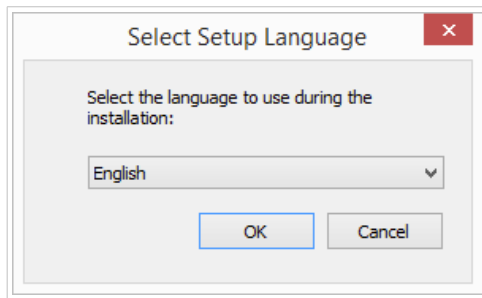 Select Setup Language
Select the language to use during the
installation:
English
OK Cancel